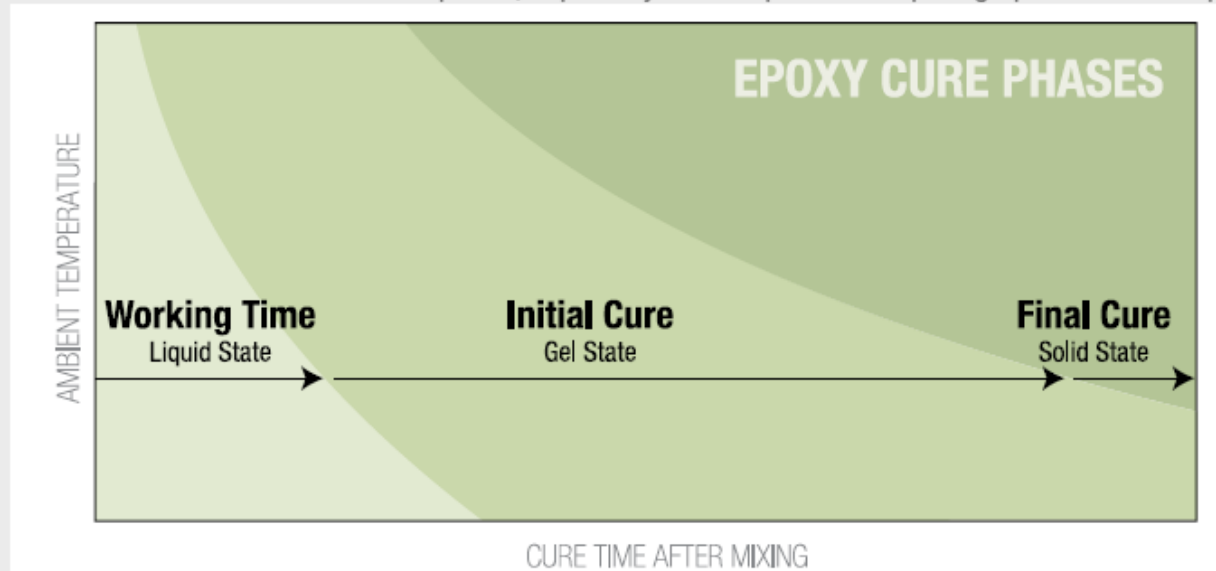 EPOXY CURE PHASES
AMBIENT TEMPERATURE
Working Time
Liquid State
Initial Cure
Gel State
Final Cure
Solid State
CURE TIME AFTER MIXING